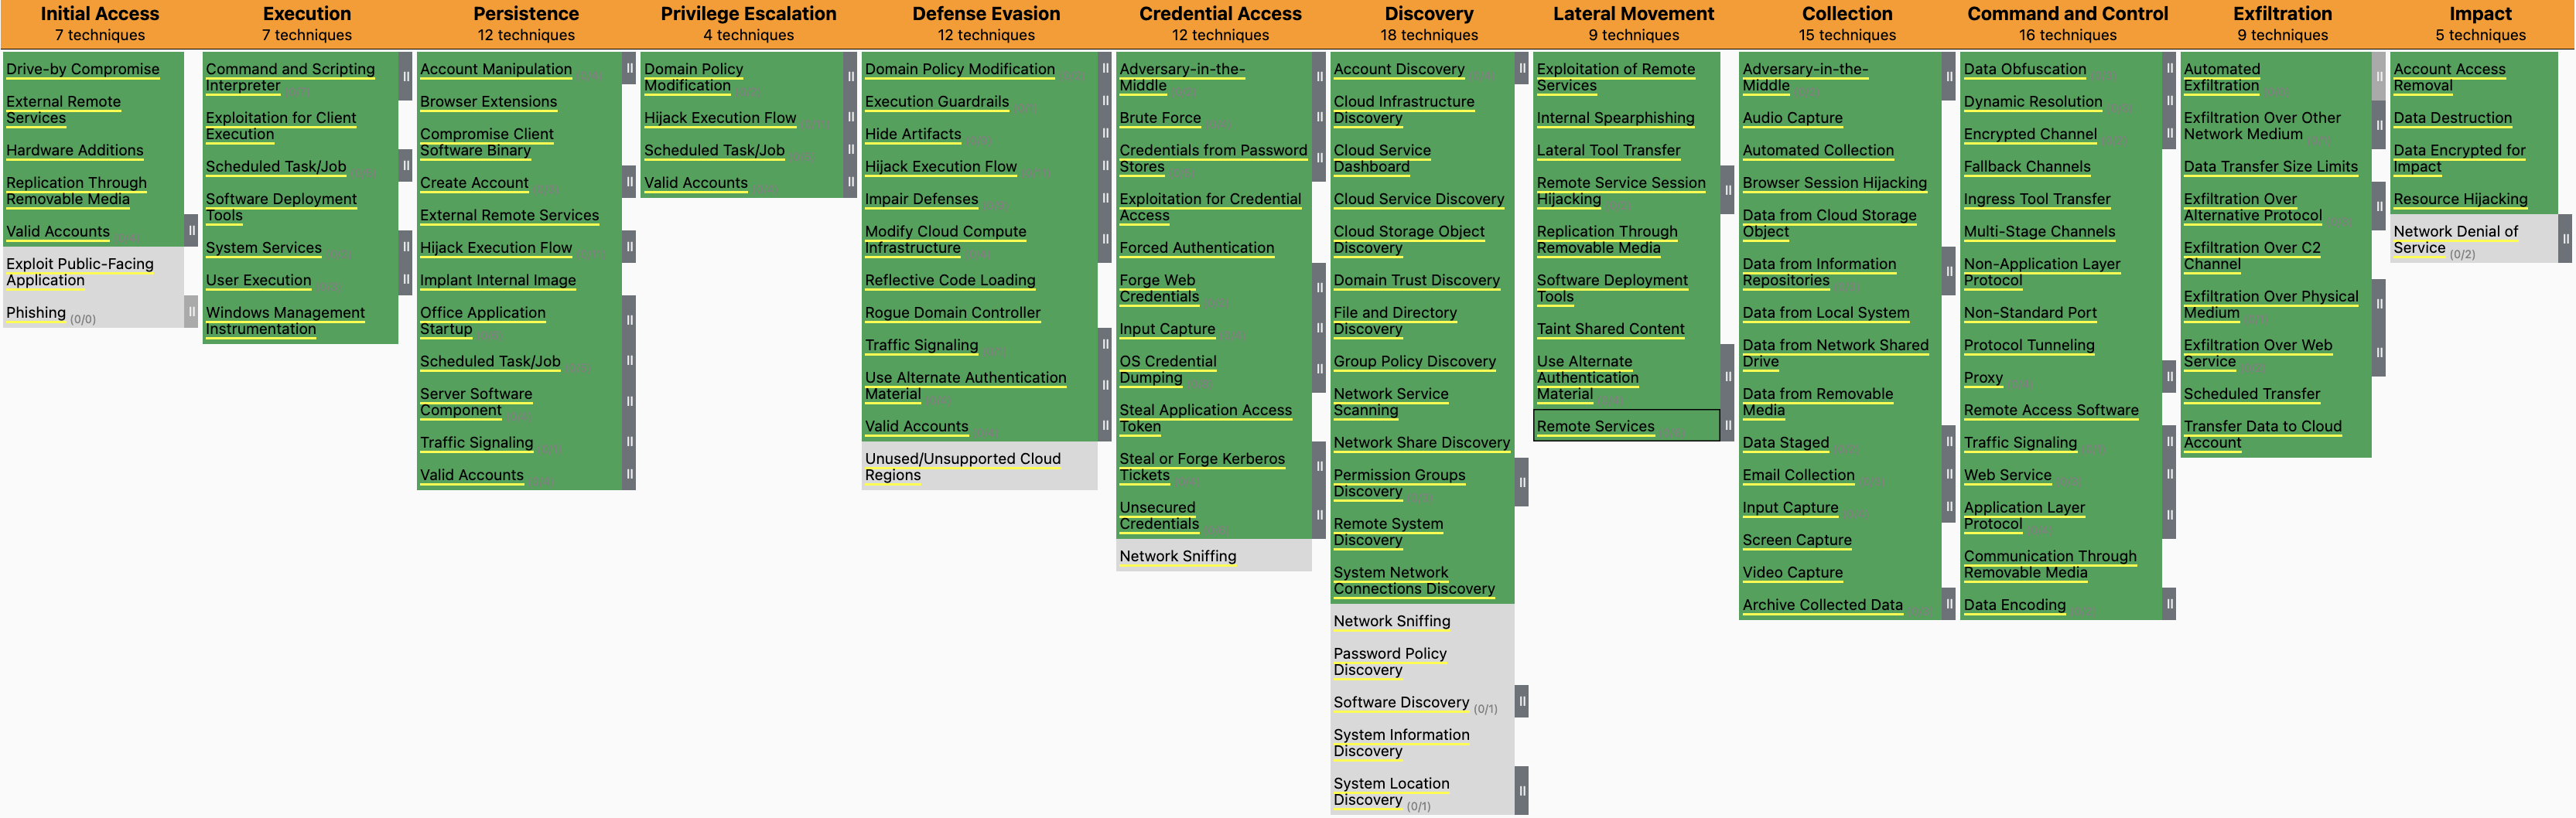 Initial Access
7 techniques
Drive-by Compromise
External Remote
Services
Hardware Additions
Replication Through
Removable Media
Valid Accounts
Exploit Public-Facing
Application
Phishing (0/0)
Execution
7 techniques
Command and Scripting
Interpreter
Exploitation for Client
Execution
Scheduled Task/Job
Software Deployment
Tools
System Services
User Execution
Windows Management
Instrumentation
Persistence
12 techniques
Account Manipulation
Browser Extensions
Compromise Client
Software Binary
Create Account
External Remote Services
Hijack Execution Flow
Implant Internal Image
Office Application
Startup
Scheduled Task/Job
Server Software
Component
Traffic Signaling
Valid Accounts
Privilege Escalation
4 techniques
Domain Policy
Modification
Hijack Execution Flow
Scheduled Task/Job
Valid Accounts
Defense Evasion
12 techniques
Domain Policy Modification
Execution Guardrails
Hide Artifacts
Hijack Execution Flow
Impair Defenses
Modify Cloud Compute
Infrastructure
Reflective Code Loading
Rogue Domain Controller
Traffic Signaling
Use Alternate Authentication
Material
Valid Accounts
Unused/Unsupported Cloud
Regions
Credential Access
12 techniques
Adversary-in-the-
Middle
Brute Force
Credentials from Password
Stores
Exploitation for Credential
Access
Forced Authentication
Forge Web
Credentials
Input Capture
OS Credential
Dumping
Steal Application Access
Token
Steal or Forge Kerberos
Tickets
Unsecured
Credentials
Network Sniffing
Discovery
18 techniques
Account Discovery
Cloud Infrastructure
Discovery
Cloud Service
Dashboard
Cloud Service Discovery
Cloud Storage Object
Discovery
Domain Trust Discovery
File and Directory
Discovery
Group Policy Discovery
Network Service
Scanning
Network Share Discovery
Permission Groups
Discovery
Remote System
Discovery
System Network
Connections Discovery
Network Sniffing
Password Policy
Discovery
Software Discovery (0/1)
System Information
Discovery
System Location
Discovery (0/1)
Lateral Movement
9 techniques
Exploitation of Remote
Services
Internal Spearphishing
Lateral Tool Transfer
Remote Service Session
Hijacking
Replication Through
Removable Media
Software Deployment
Tools
Taint Shared Content
Use Alternate
Authentication
Material
Remote Services
Collection
15 techniques
Adversary-in-the-
Middle
Audio Capture
Automated Collection
Browser Session Hijacking
Data from Cloud Storage
Object
Data from Information
Repositories
Data from Local System
Data from Network Shared
Drive
Data from Removable
Media
Data Staged
Email Collection
Input Capture
Screen Capture
Video Capture
Archive Collected Data
Command and Control
16 techniques
Data Obfuscation
Dynamic Resolution
Encrypted Channel
Fallback Channels
Ingress Tool Transfer
Multi-Stage Channels
Non-Application Layer
Protocol
Non-Standard Port
Protocol Tunneling
Proxy
Remote Access Software
Traffic Signaling
Web Service
Application Layer
Protocol
Communication Through
Removable Media
Data Encoding
Exfiltration
9 techniques
Automated
Exfiltration
Exfiltration Over Other
Network Medium
Data Transfer Size Limits
Exfiltration Over
Alternative Protocol
Exfiltration Over C2
Channel
Exfiltration Over Physical
Medium
Exfiltration Over Web
Service
Scheduled Transfer
Transfer Data to Cloud
Account
Impact
5 techniques
Account Access
Removal
Data Destruction
Data Encrypted for
Impact
Resource Hijacking
Network Denial of
Service (0/2)